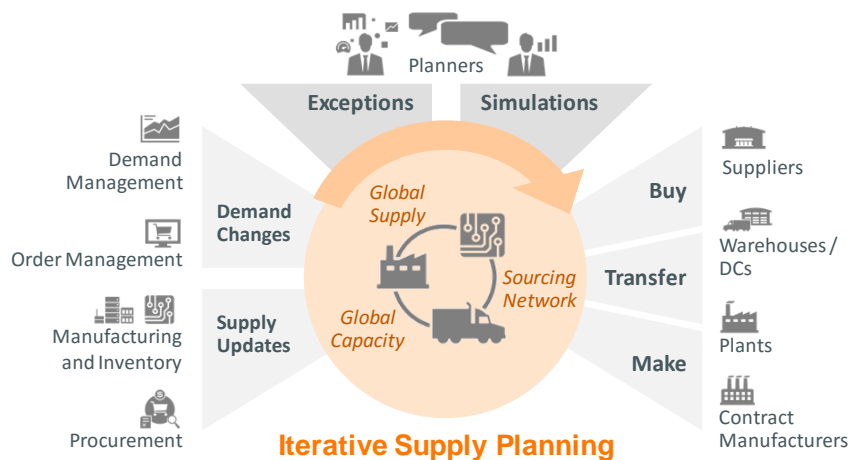 Planners
Exceptions
Simulations
Demand
Management
Order Management
Manufacturing
and Inventory
Procurement
Demand
Changes
Supply
Updates
Global
Supply
Sourcing
Network
Global
Capacity
Buy
Transfer
Make
Suppliers
Warehouses /
DCs
Plants
Contract
Manufacturers
Iterative Supply Planning